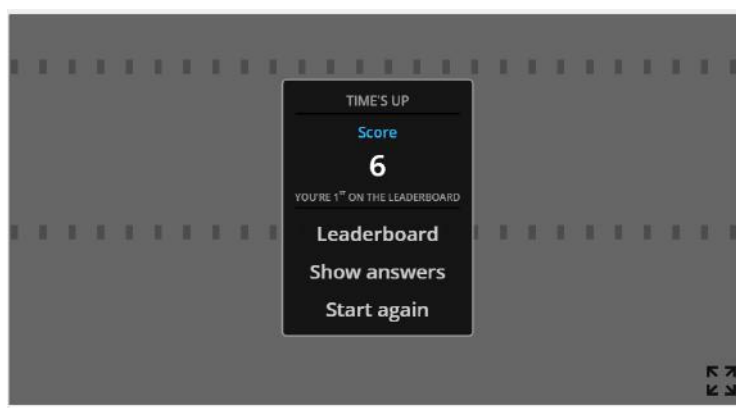 TIME'S UP
Score
6
YOU'RE 1ST ON THE LEADERBOARD
Leaderboard
Show answers
Start again